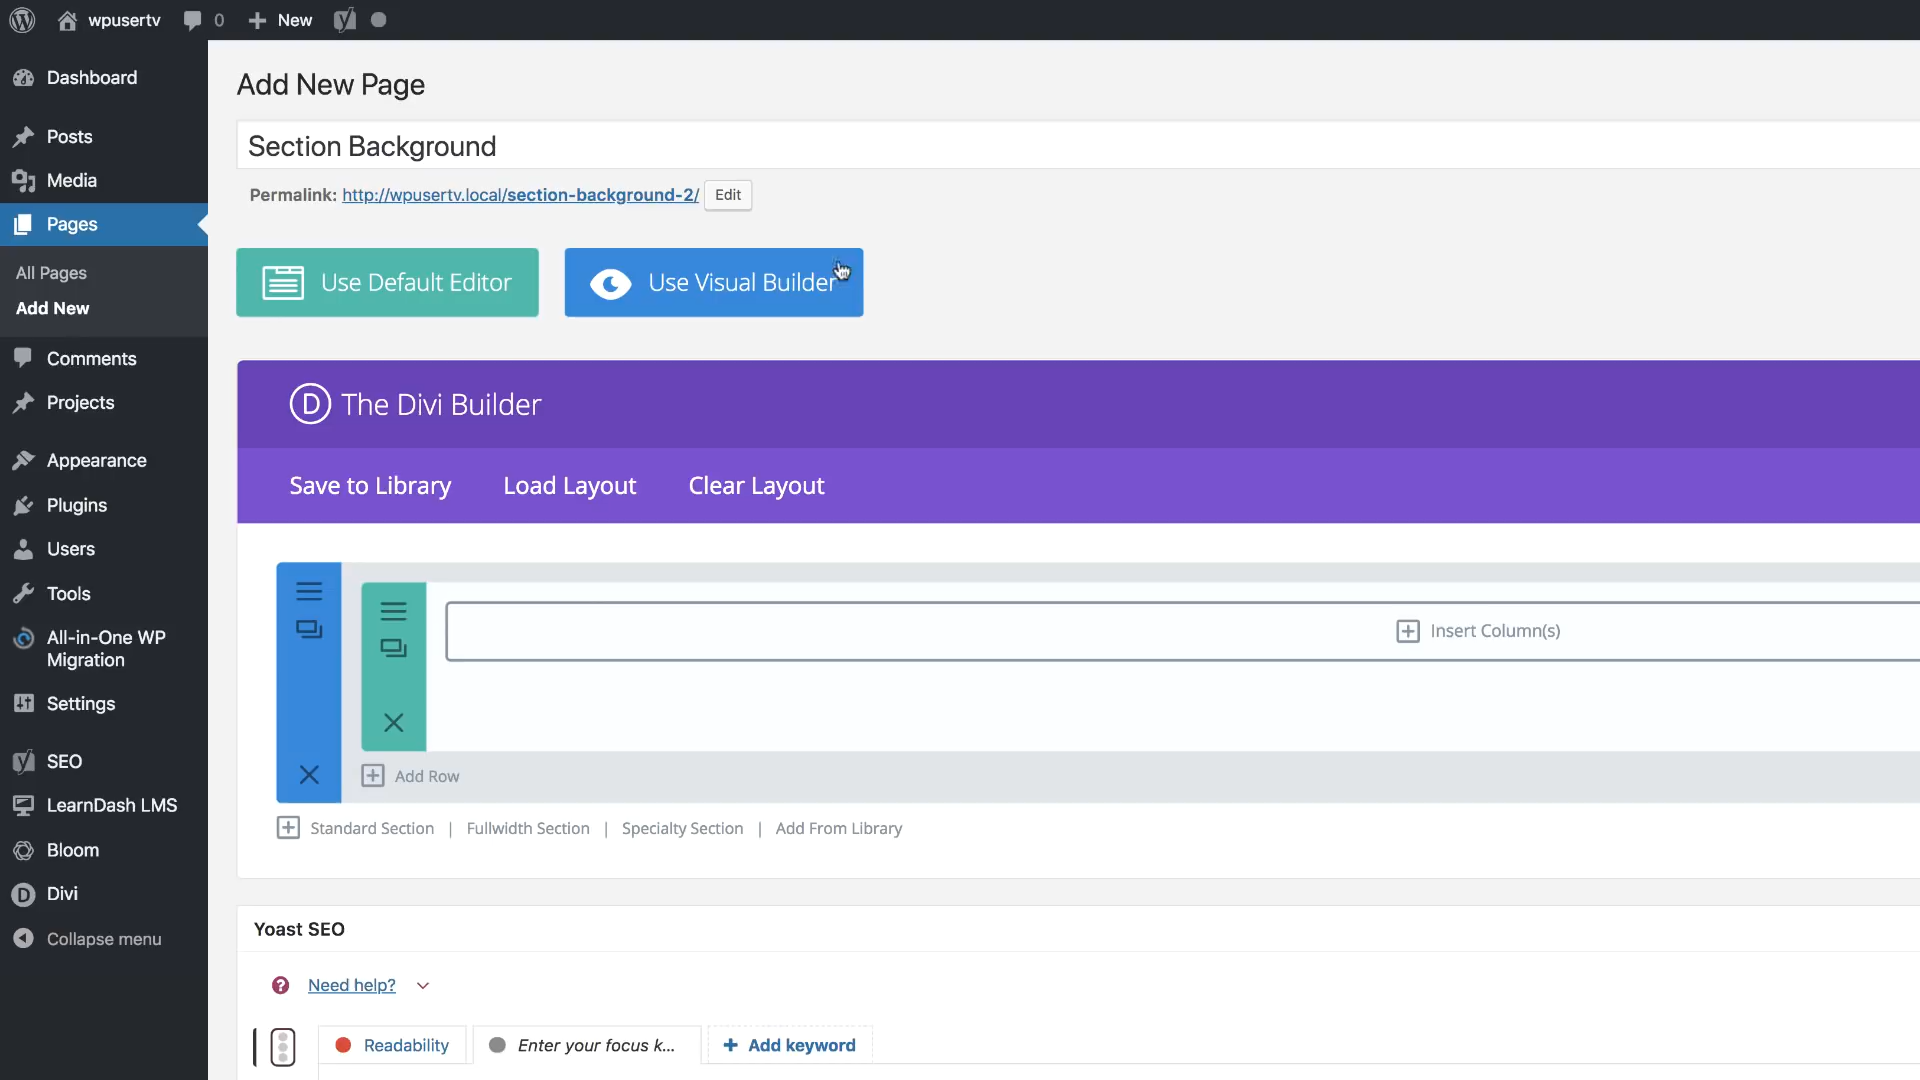 wpusertv 0 New
Dashboard
Posts
Media
Pages
All Pages
Add New
Comments
Projects
Appearance
Plugins
Users
Tools
All-in-One WP
Migration
Settings
SEO
LearnDash LMS
Bloom
Divi
Collapse menu
Add New Page
Section Background
Permalink: http://wpusertv.local/section-background-2/ Edit
Use Default Editor Use Visual Builder
D The Divi Builder
Save to Library Load Layout Clear Layout
Insert Column(s)
Add Row
Standard Section | Fullwidth Section | Specialty Section | Add From Library
Yoast SEO
Need help?
Readability Enter your focus k... Add keyword